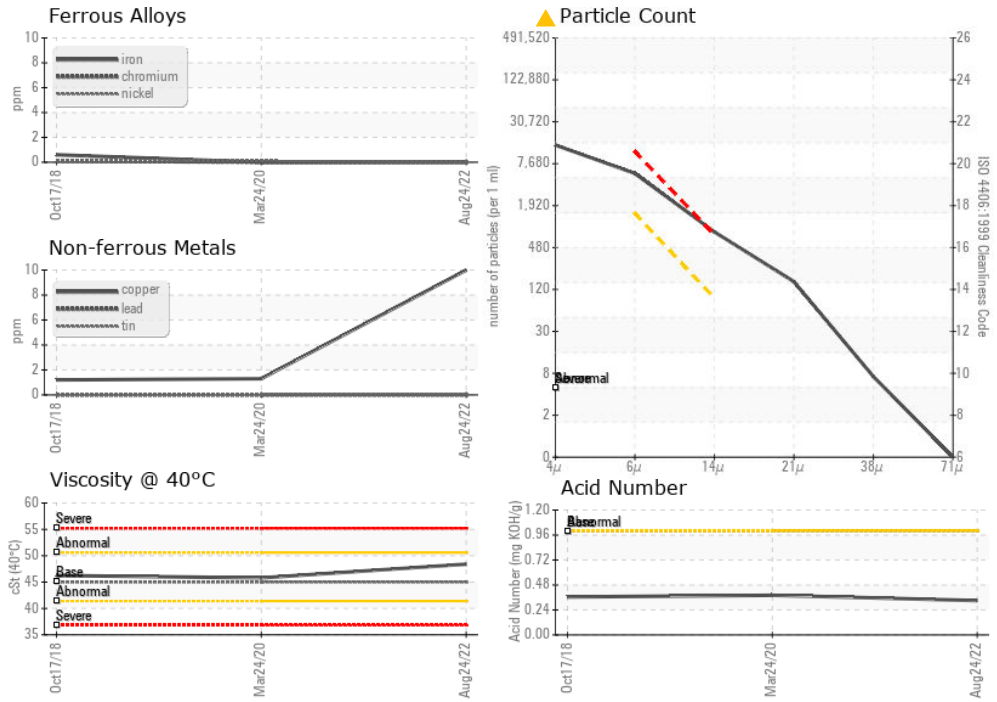 Ferrous Alloys
10
8
6
4
2
0
ppm
iron
chromium
nickel
Oct17/18
Mar24/20
Aug24/22
Non-ferrous Metals
10
8
6
4
2
0
ppm
copper
lead
tin
Oct17/18
Mar24/20
Aug24/22
Viscosity @ 40°C
60
55
50
45
40
35
cSt (40°C)
Severe
Abnormal
Base
Abnormal
Severe
Oct17/18
Mar24/20
Aug24/22
Particle Count
491,520
122,880
30,720
7,680
1,920
480
120
30
8
2
0
number of particles (per 1 ml)
26
24
22
20
18
16
14
12
10
8
6
ISO 4406:1999 Cleanliness Code
Abnormal
4µ
6µ
14µ
21µ
38µ
71µ
Acid Number
1.20
0.96
0.72
0.48
0.24
0.00
Acid Number (mg KOH/g)
Abnormal
Oct17/18
Mar24/20
Aug24/22